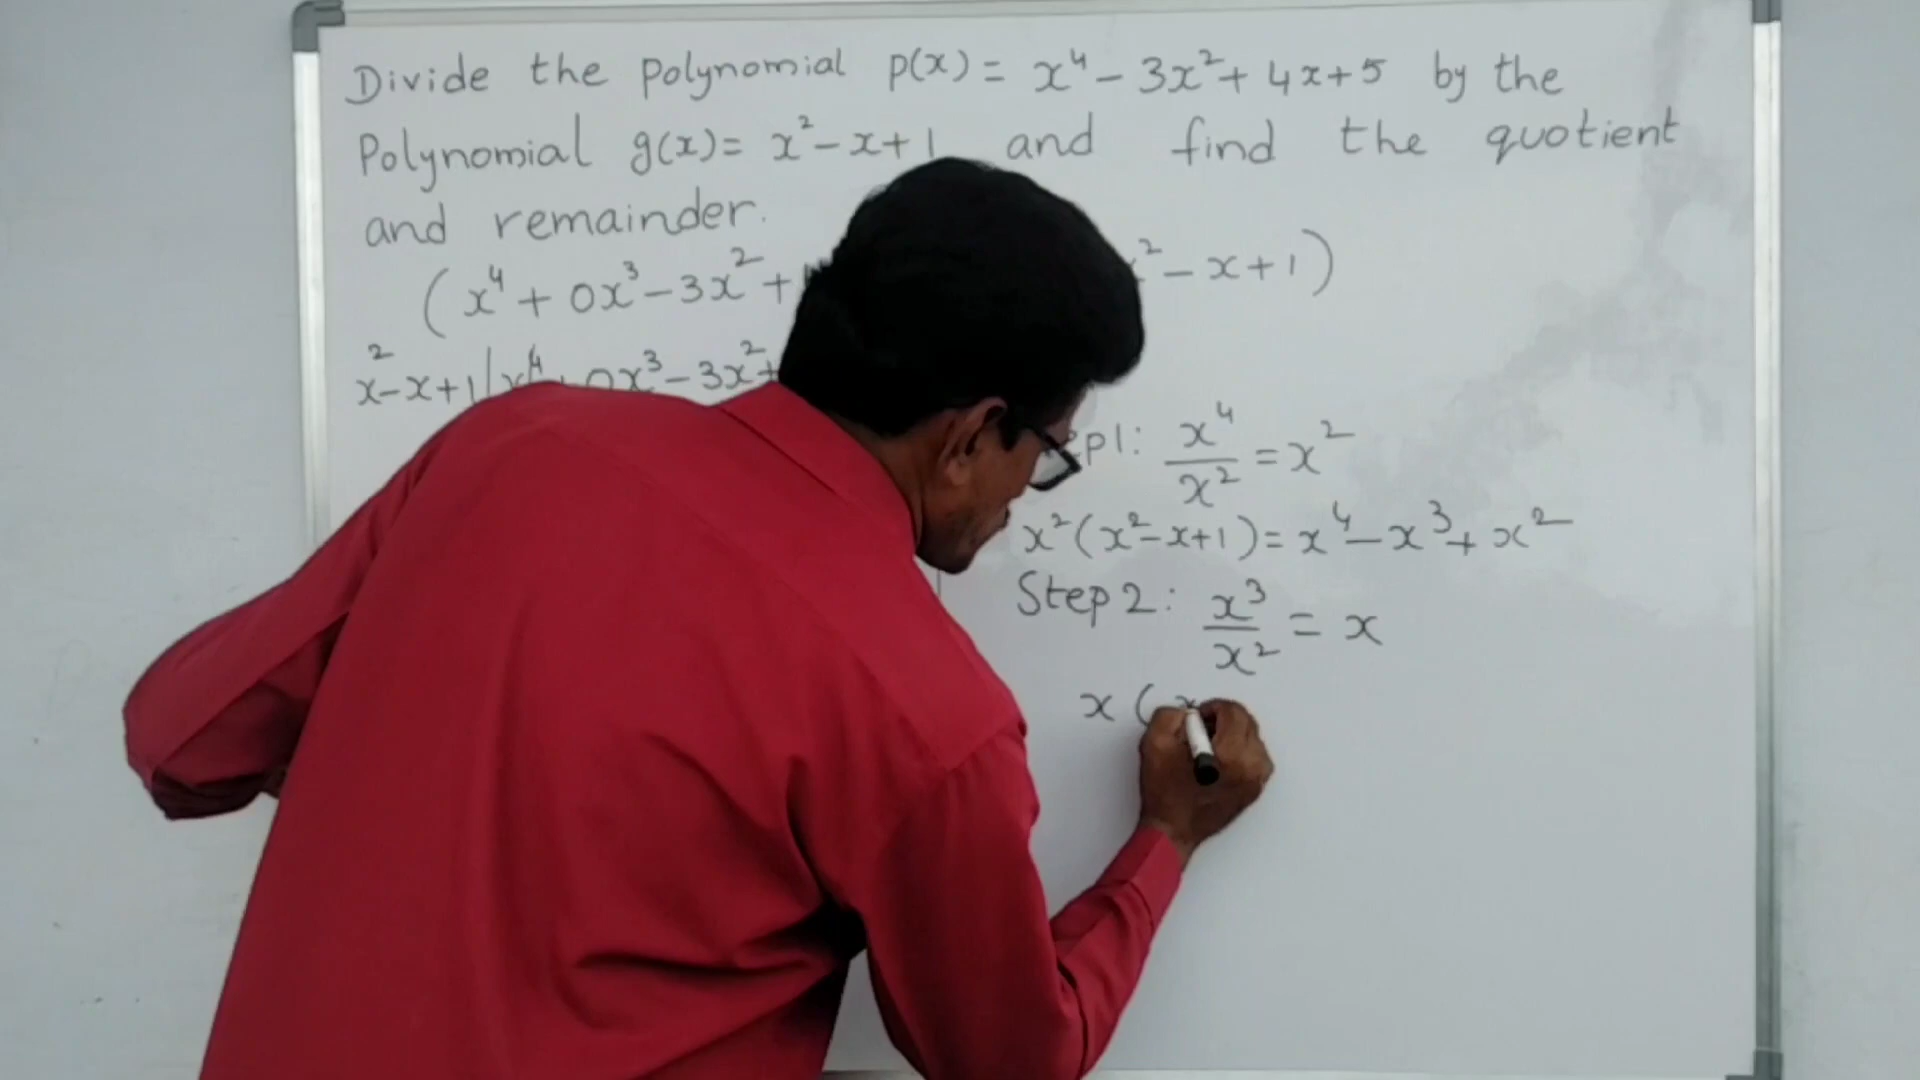 Divide the polynomial p(x) = x⁴ - 3x² + 4x + 5 by the
Polynomial g(x) = x² - x + 1 and find the quotient
and remainder.
(x⁴ + 0x³ - 3x² + x² - x + 1)
x² - x + 1 | x⁴ + 0x³ - 3x² +
ep1: x⁴/x² = x²
x²(x² - x + 1) = x⁴ - x³ + x²
Step 2: x³/x² = x
x (x